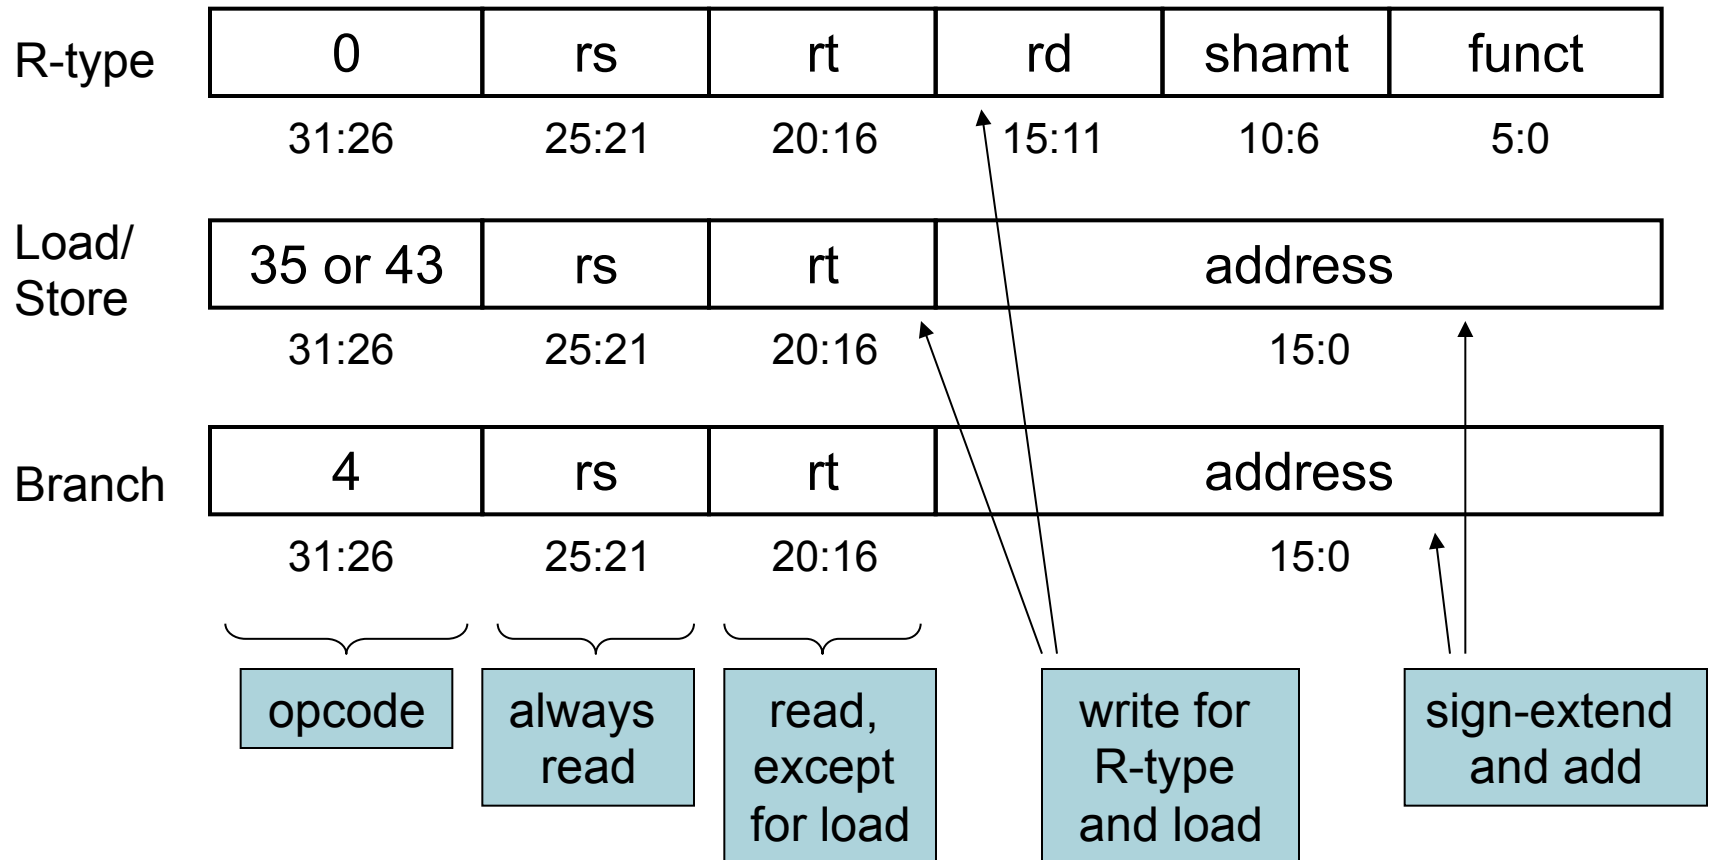 R-type 0 rs rt rd shamt funct
31:26 25:21 20:16 15:11 10:6 5:0
Load/
Store
35 or 43 rs rt address
31:26 25:21 20:16 15:0
Branch 4 rs rt address
31:26 25:21 20:16 15:0
opcode
always
read
read,
except
for load
write for
R-type
and load
sign-extend
and add